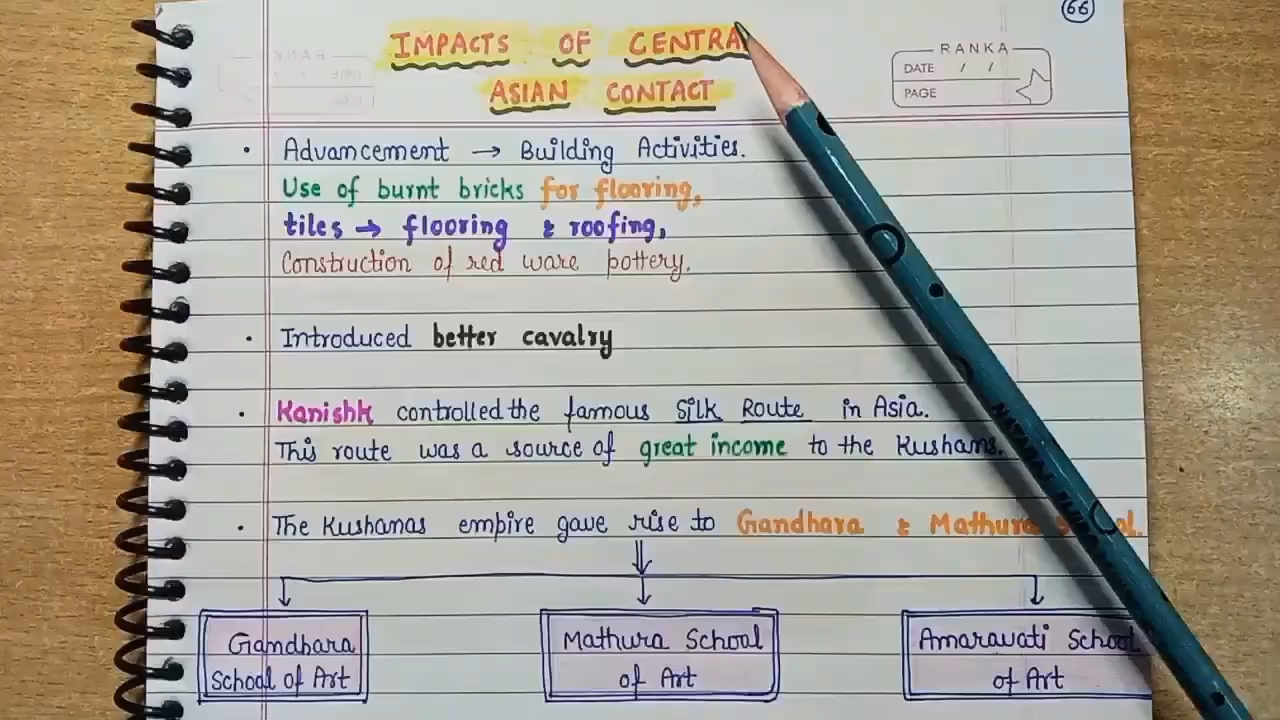 66
IMPACTS OF CENTRA
ASIAN CONTACT
RANKA
DATE / /
PAGE
• Advancement → Building Activities.
Use of burnt bricks for flooring,
tiles → flooring & roofing,
Construction of red ware pottery.
• Introduced better cavalry
• Kanishk controlled the famous Silk Route in Asia.
This route was a source of great income to the Kushans.
• The Kushanas empire gave rise to Gandhara & Mathura
Gandhara
School of Art
Mathura School
of Art
Amaravati School
of Art